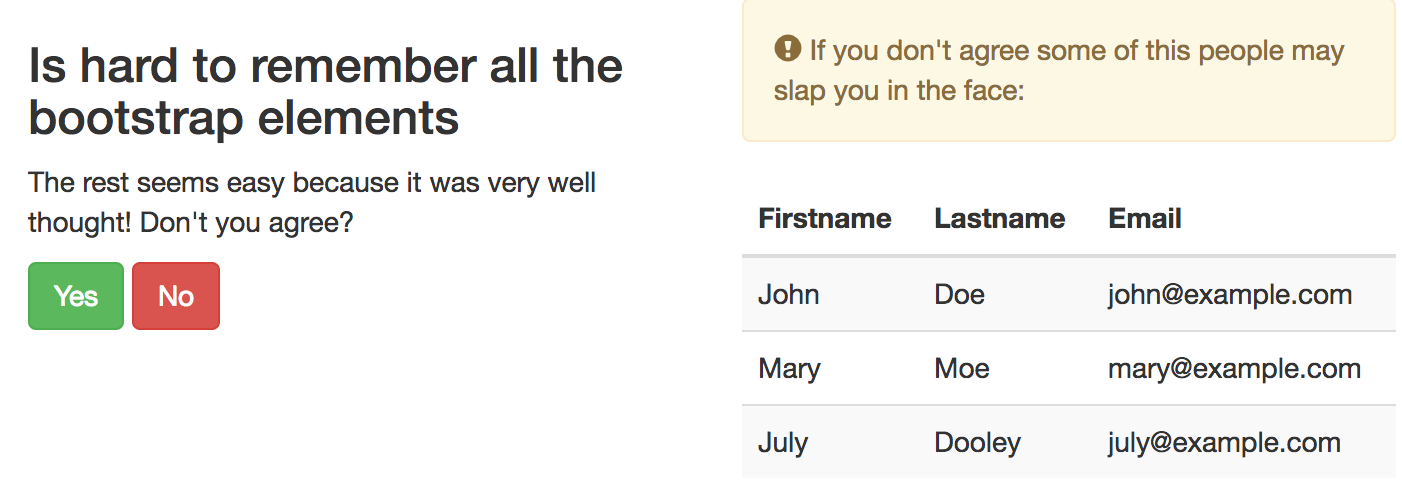 Is hard to remember all the
bootstrap elements
The rest seems easy because it was very well
thought! Don't you agree?
Yes No
If you don't agree some of this people may
slap you in the face:
Firstname Lastname Email
John Doe john@example.com
Mary Moe mary@example.com
July Dooley july@example.com